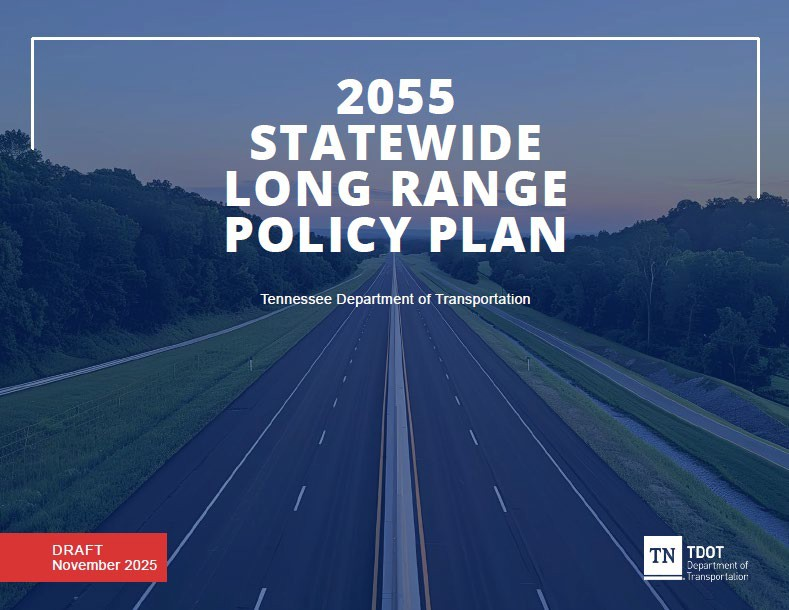 2055
STATEWIDE
LONG RANGE
POLICY PLAN
Tennessee Department of Transportation
DRAFT
November 2025
TN
TDOT
Department of
Transportation